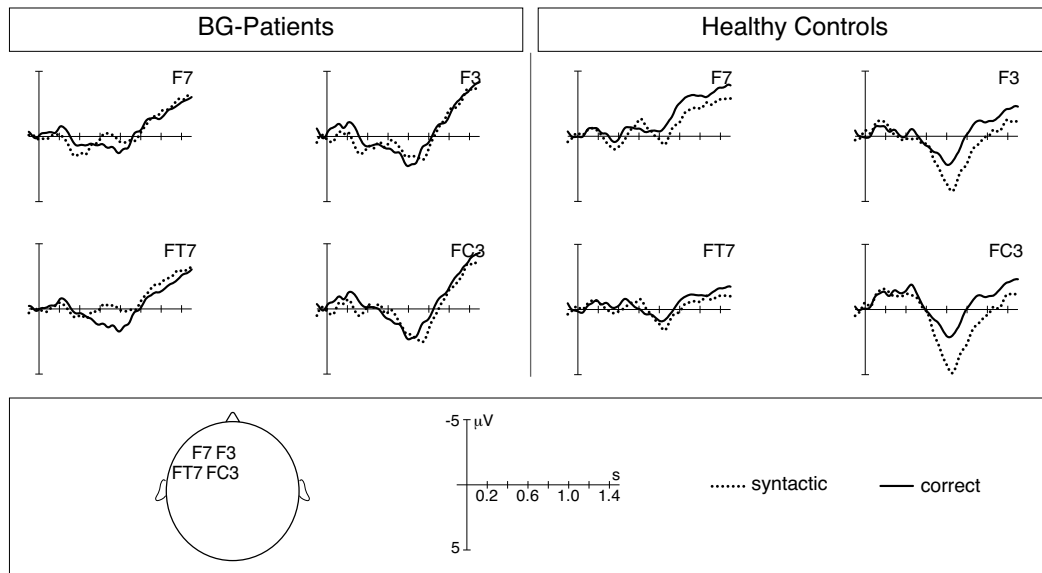 BG-Patients
Healthy Controls
F7
F3
F7
F3
FT7
FC3
FT7
FC3
F7 F3
FT7 FC3
-5 µV
s
0.2 0.6 1.0 1.4
5
syntactic
correct